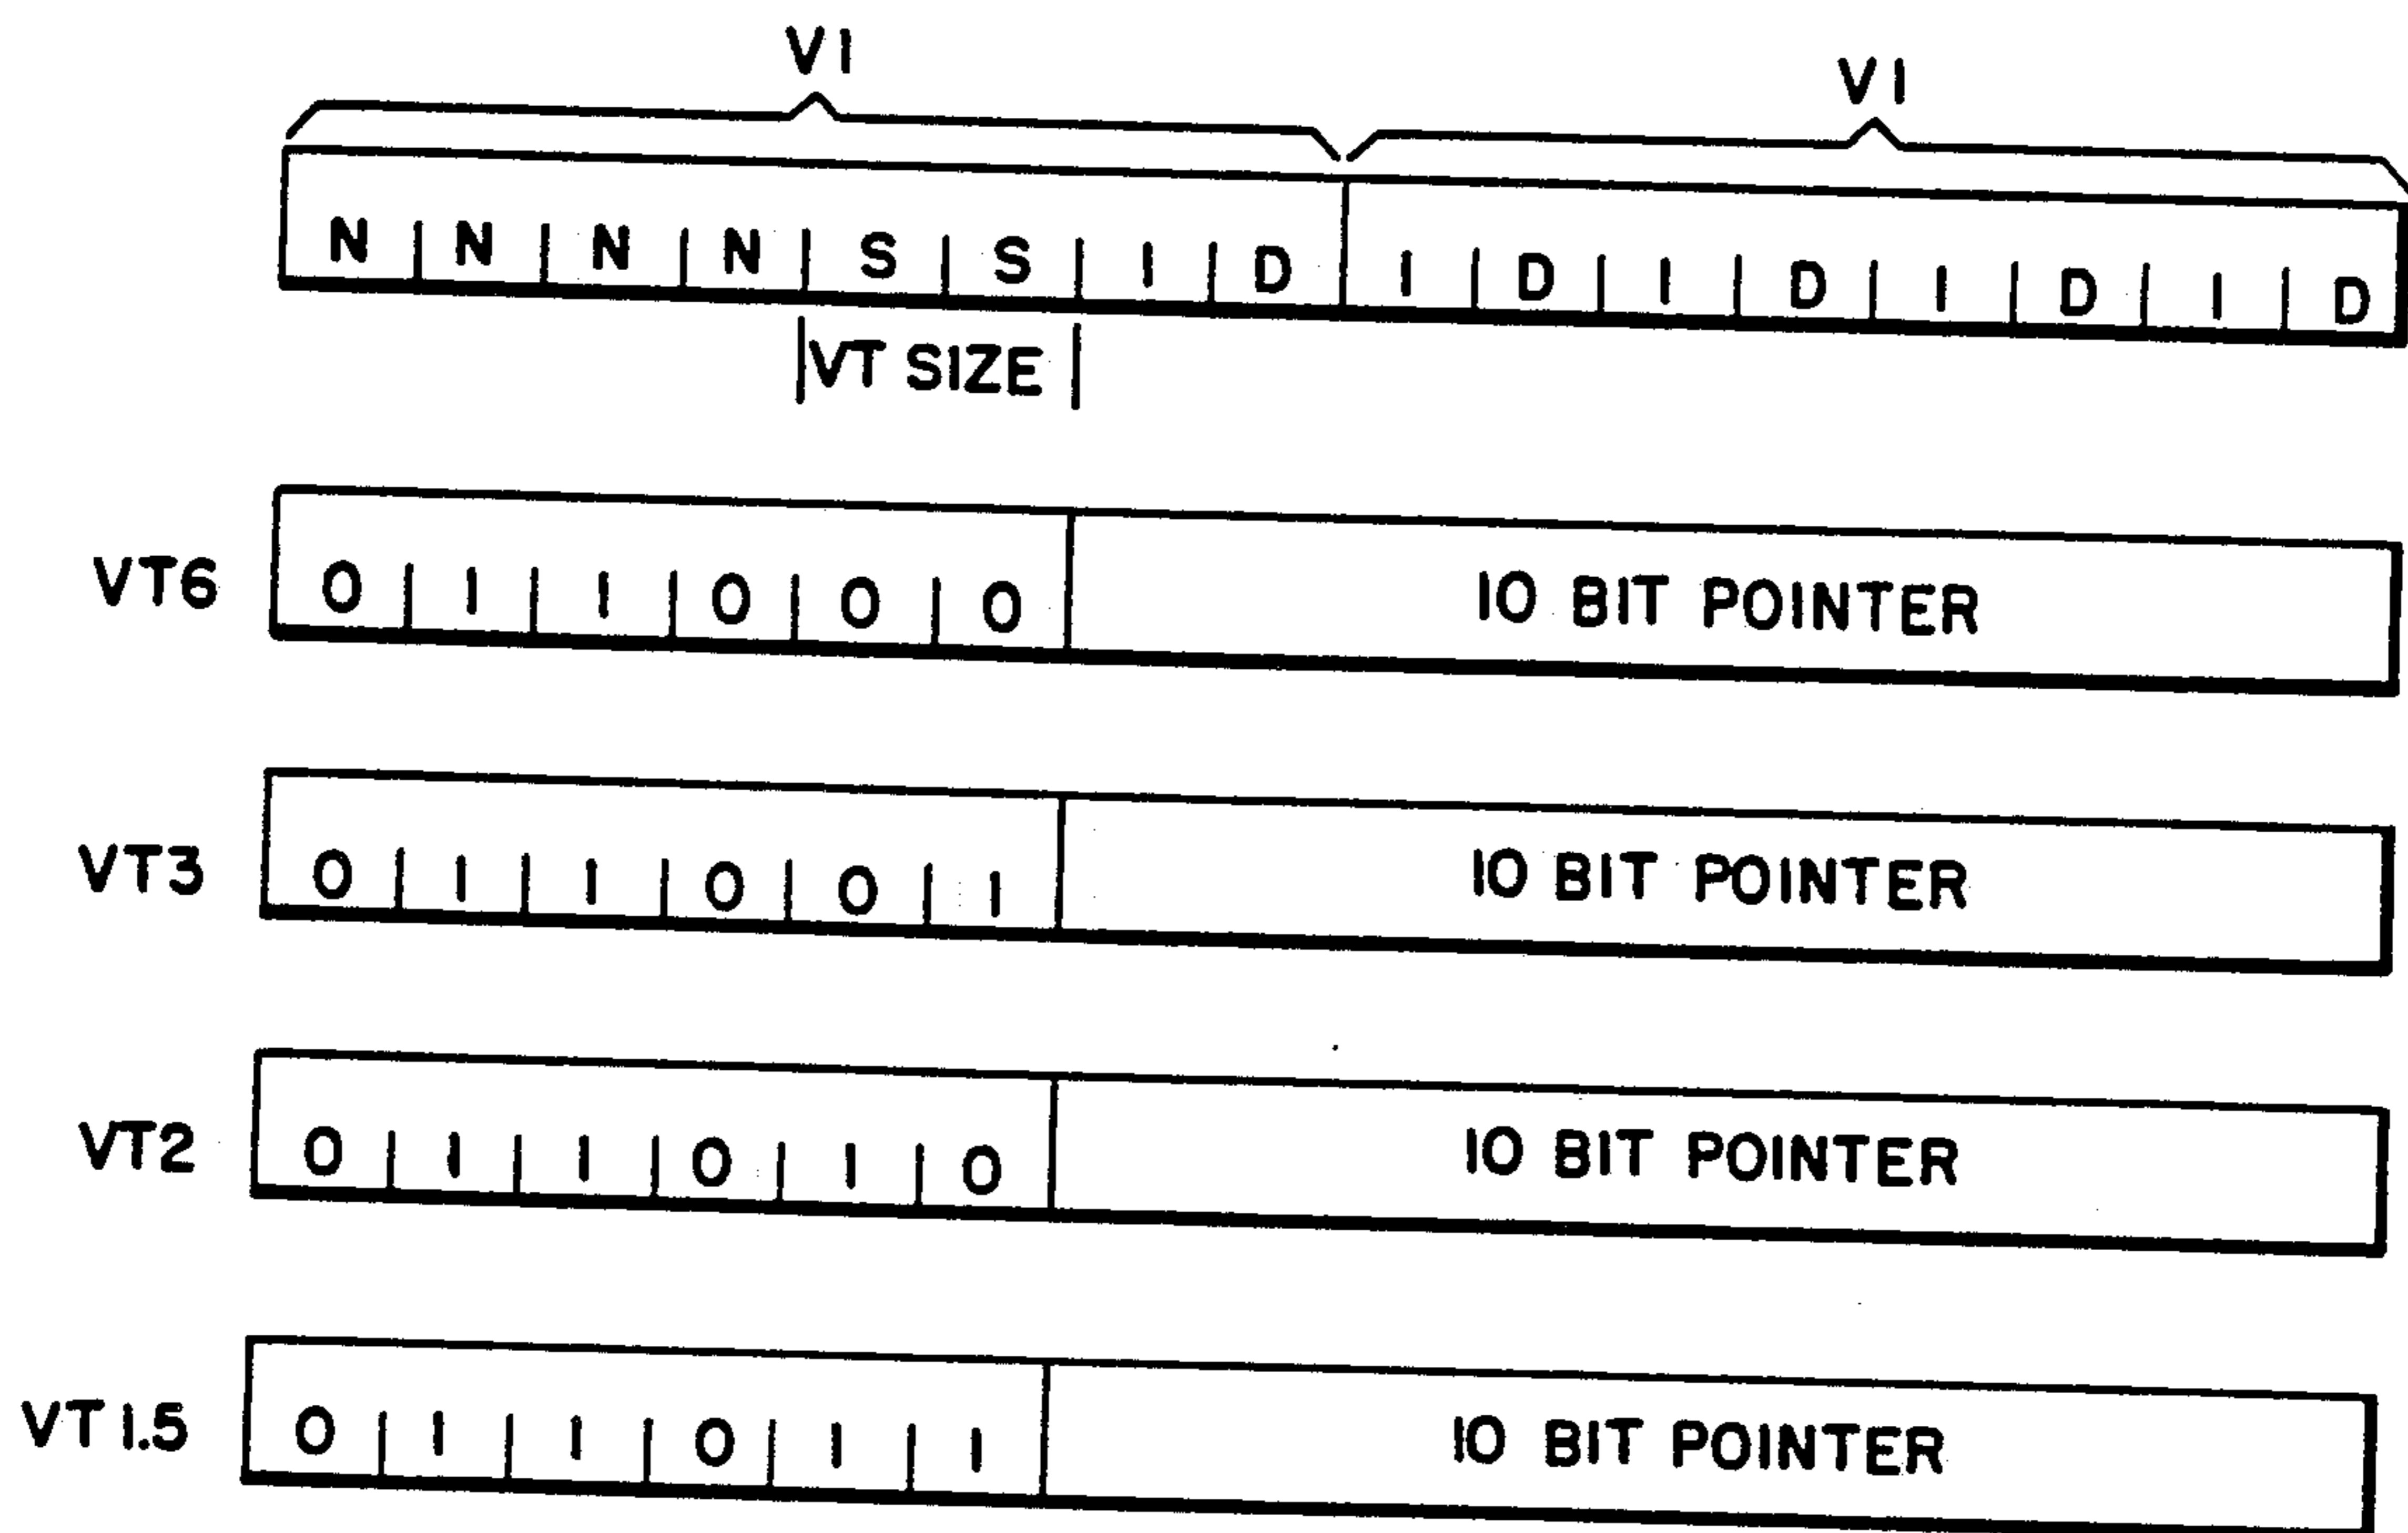 V1 V1
N N N N S S I D I D I D I D I D
VT SIZE
VT6 0 1 1 0 0 0 10 BIT POINTER
VT3 0 1 1 0 0 1 10 BIT POINTER
VT2 0 1 1 0 1 0 10 BIT POINTER
VT1.5 0 1 1 0 1 1 10 BIT POINTER